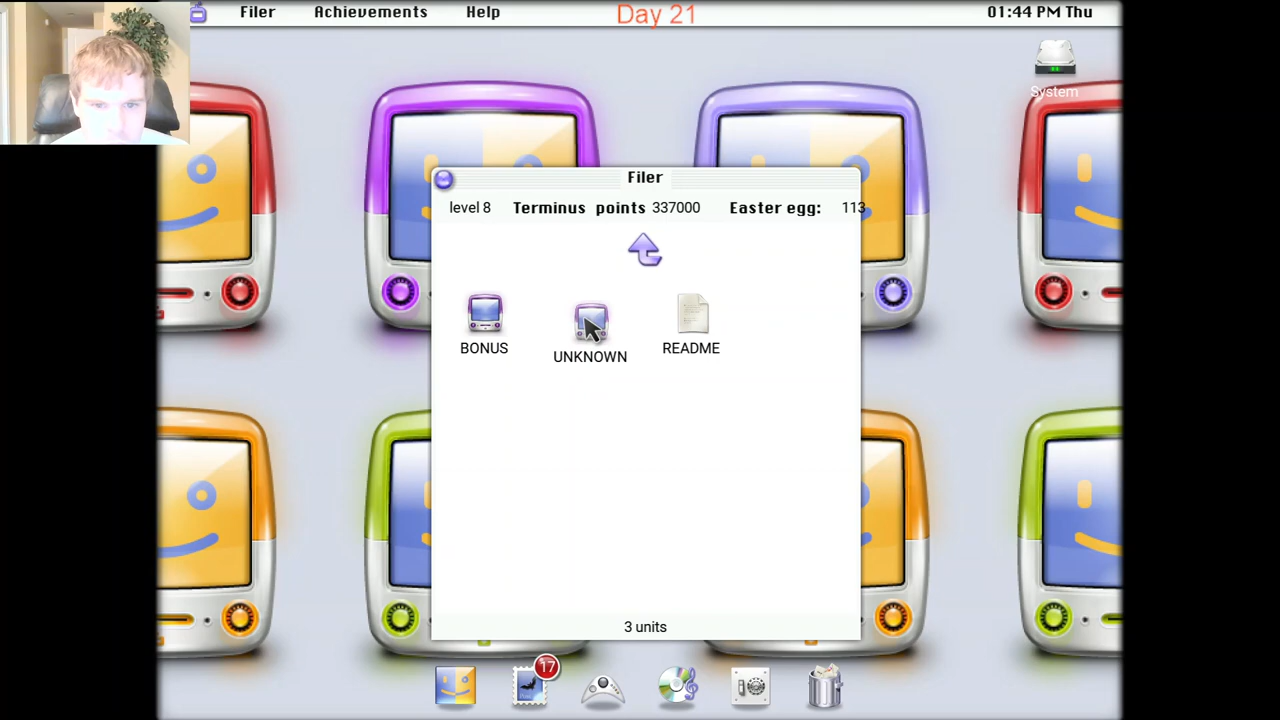 Filer Achievements Help Day 21 01:44 PM Thu
System
Filer
level 8 Terminus points 337000 Easter egg: 113
BONUS UNKNOWN README
3 units
17